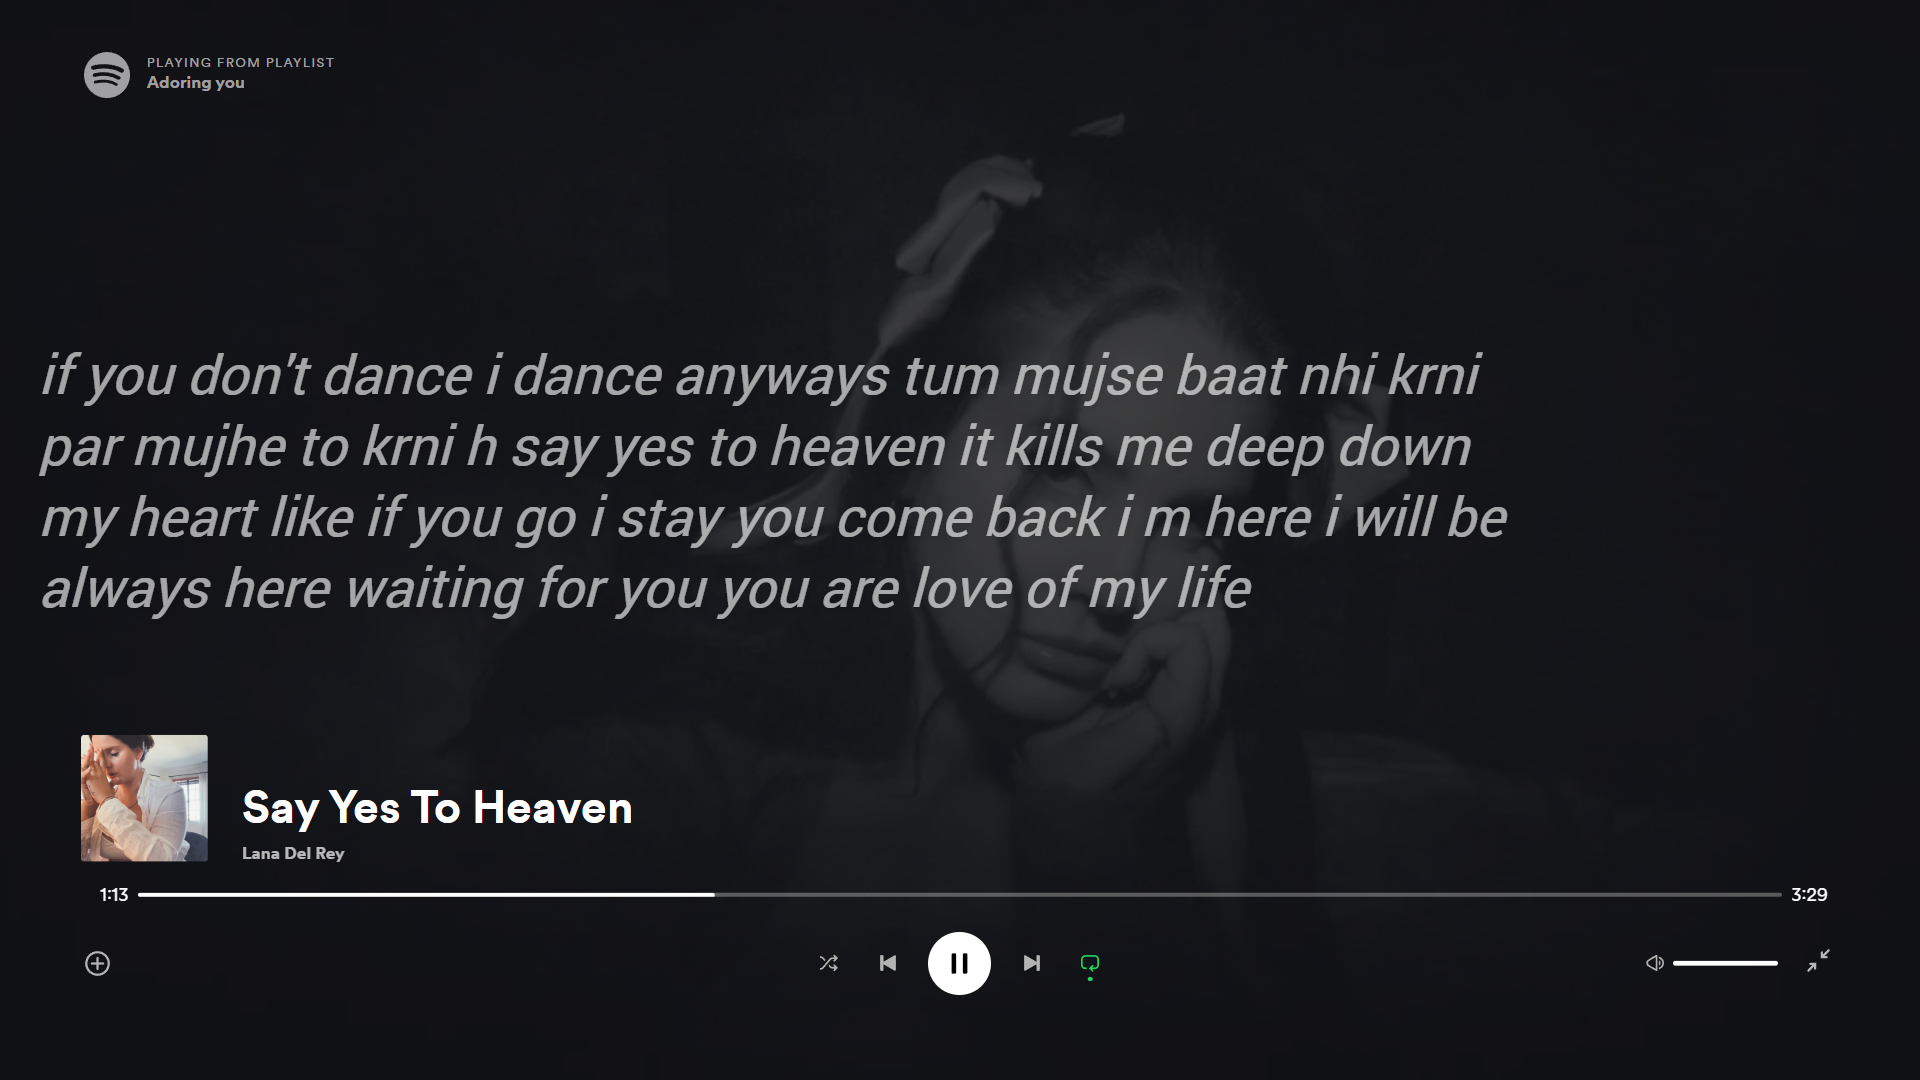 PLAYING FROM PLAYLIST
Adoring you
if you don't dance i dance anyways tum mujse baat nhi krni
par mujhe to krni h say yes to heaven it kills me deep down
my heart like if you go i stay you come back i m here i will be
always here waiting for you you are love of my life
Say Yes To Heaven
Lana Del Rey
1:13
3:29